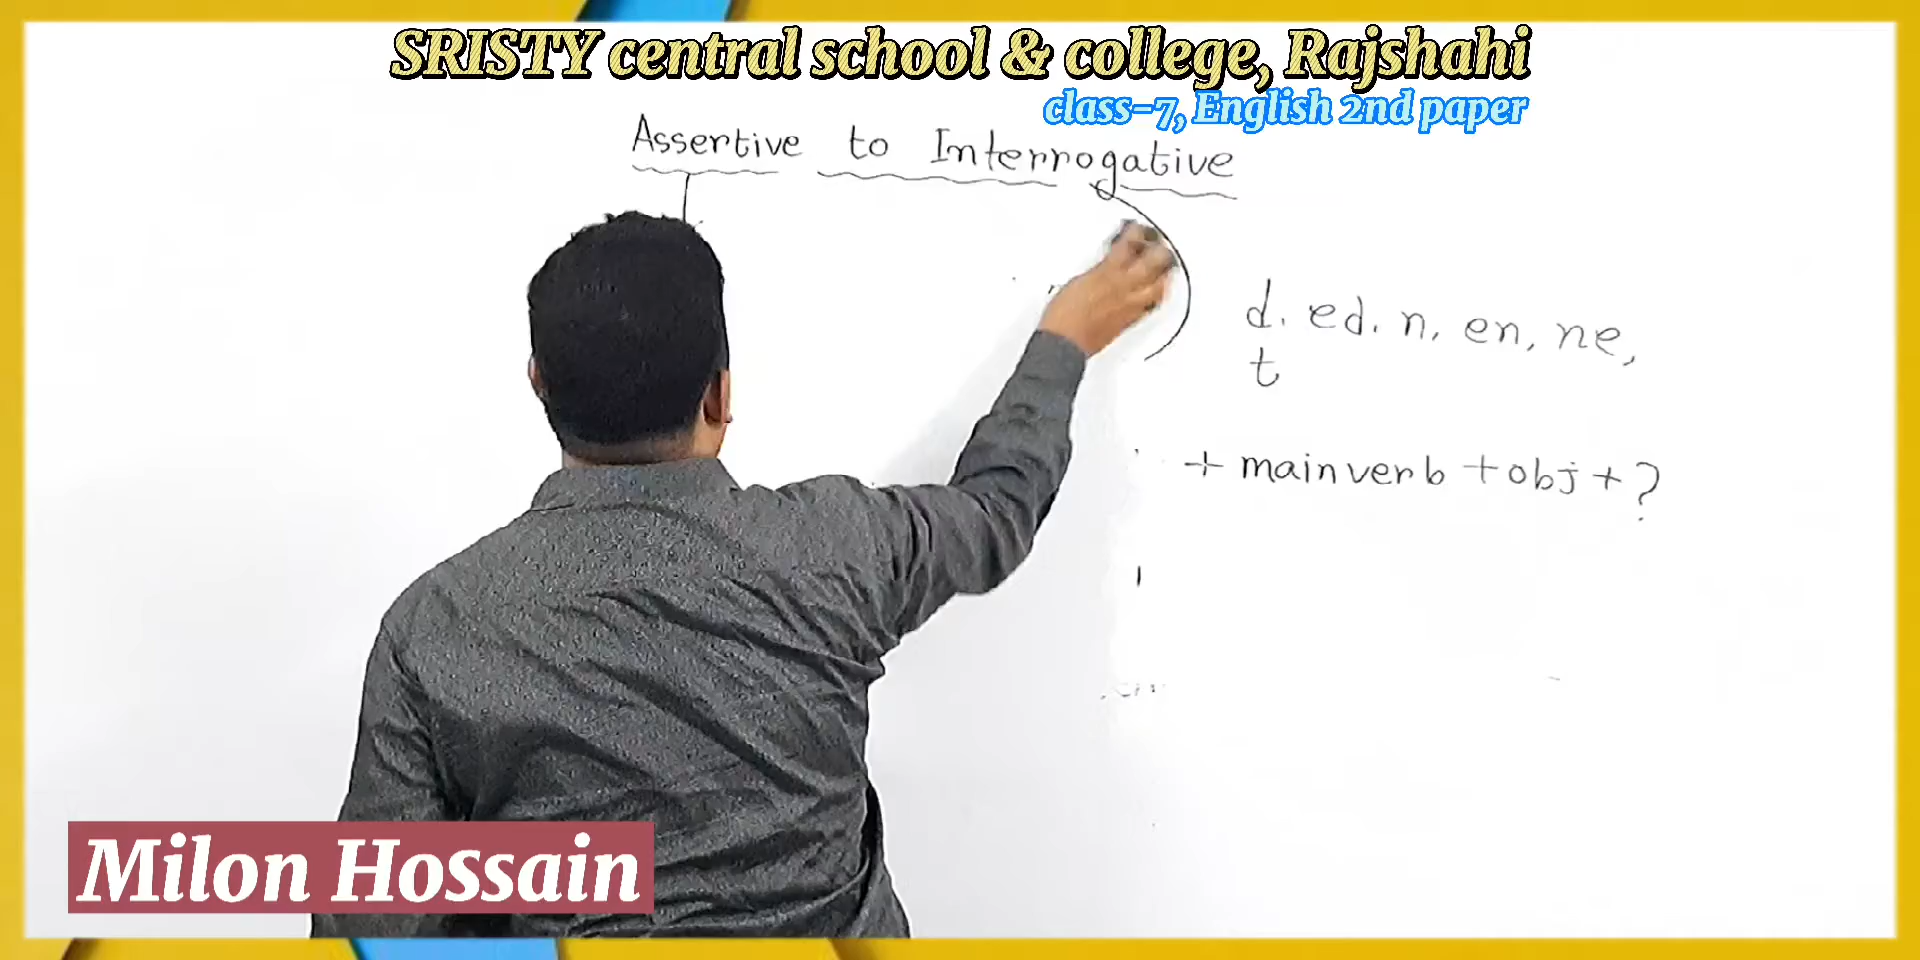 SRISTY central school & college, Rajshahi
class-7, English 2nd paper
Assertive to Interrogative
d. ed. n. en, ne,
t
+ main verb + obj + ?
Milon Hossain